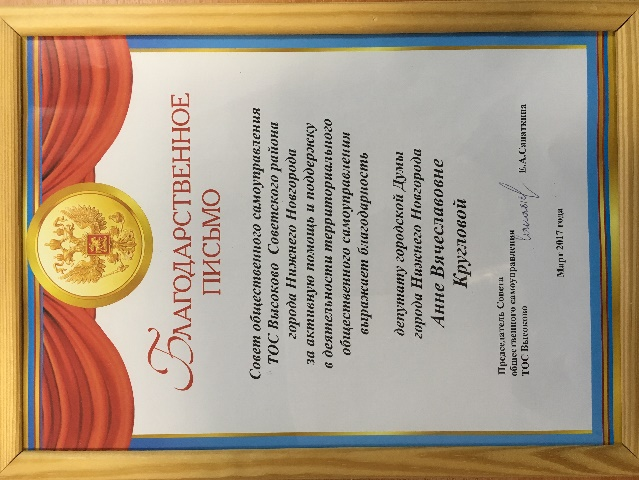 БЛАГОДАРСТВЕННОЕ
ПИСЬМО
Совет общественного самоуправления
ТОС Высоково Советского района
города Нижнего Новгорода
за активную помощь и поддержку
в деятельности территориального
общественного самоуправления
выражает благодарность
депутату городской Думы
города Нижнего Новгорода
Анне Вячеславовне
Кругловой
Председатель Совета
общественного самоуправления
ТОС Высоково Е.А.Синаткина
Март 2017 года